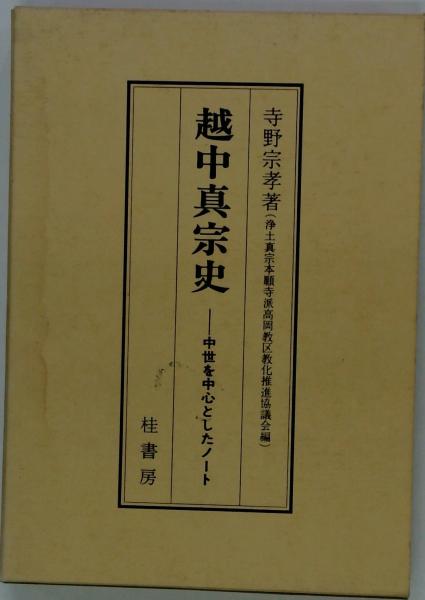 寺野宗孝著(浄土真宗本願寺派高岡教区教化推進協議会編)
越中真宗史――中世を中心としたノート
桂書房